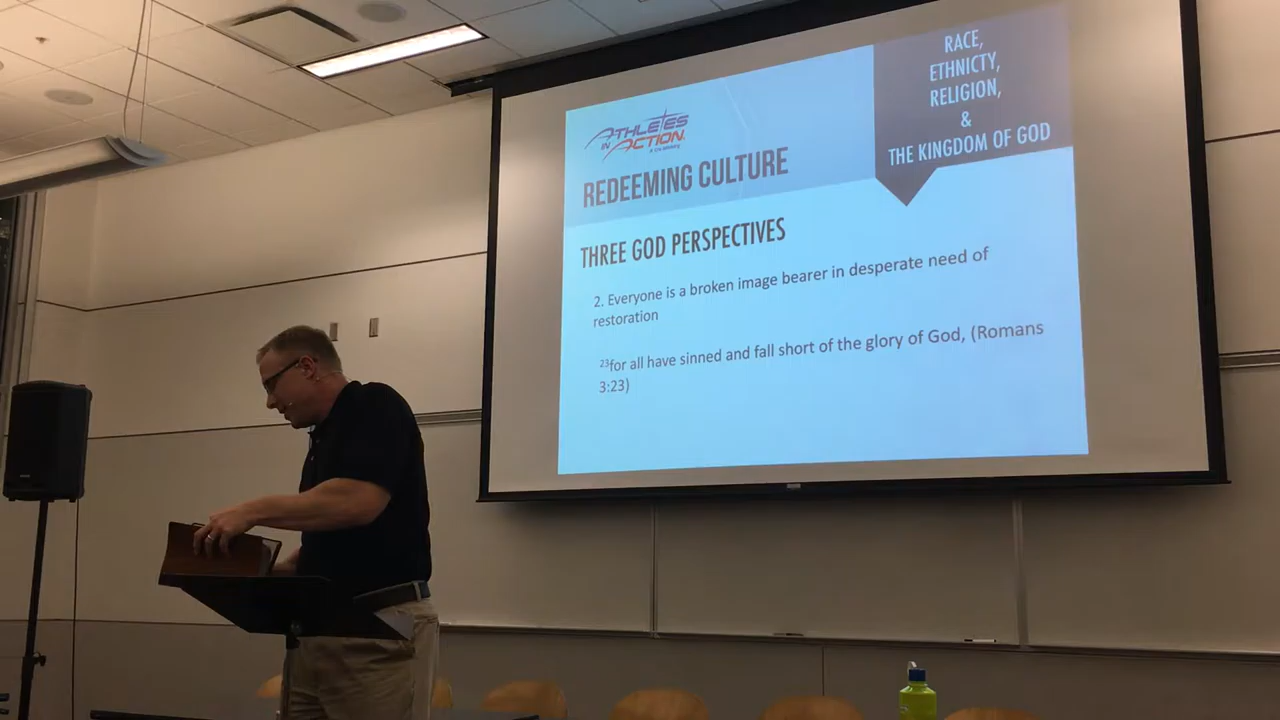 ATHLETES
IN ACTION
REDEEMING CULTURE
RACE,
ETHNICTY,
RELIGION,
&
THE KINGDOM OF GOD
THREE GOD PERSPECTIVES
2. Everyone is a broken image bearer in desperate need of
restoration
23for all have sinned and fall short of the glory of God, (Romans
3:23)